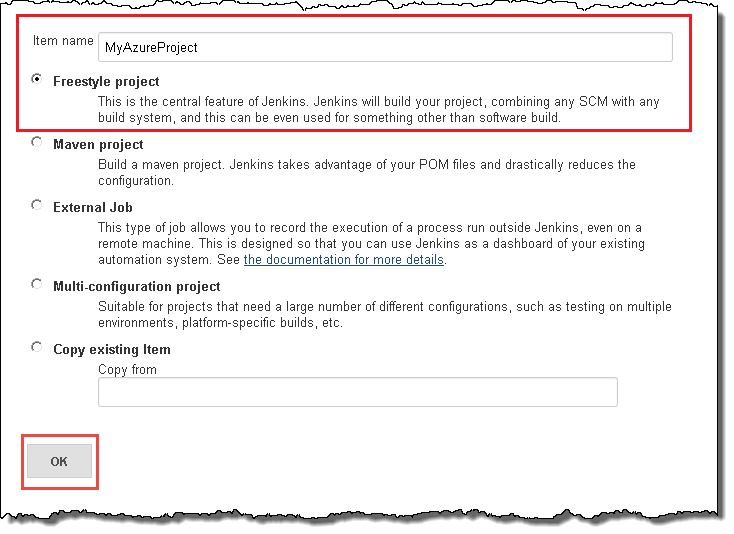 Item name MyAzureProject
Freestyle project
This is the central feature of Jenkins. Jenkins will build your project, combining any SCM with any
build system, and this can be even used for something other than software build.
Maven project
Build a maven project. Jenkins takes advantage of your POM files and drastically reduces the
configuration.
External Job
This type of job allows you to record the execution of a process run outside Jenkins, even on a
remote machine. This is designed so that you can use Jenkins as a dashboard of your existing
automation system. See the documentation for more details.
Multi-configuration project
Suitable for projects that need a large number of different configurations, such as testing on multiple
environments, platform-specific builds, etc.
Copy existing Item
Copy from
OK